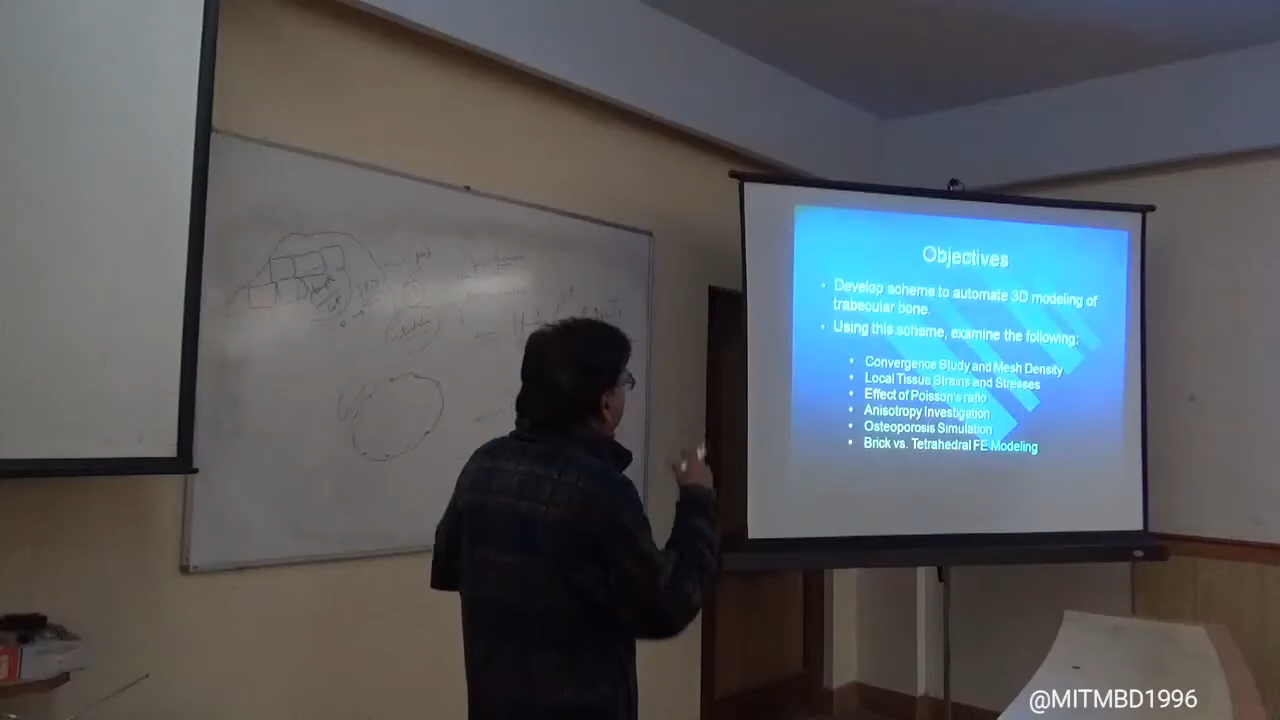 Objectives
• Develop scheme to automate 3D modeling of
trabecular bone.
• Using this scheme, examine the following:
• Convergence Study and Mesh Density
• Local Tissue Strains and Stresses
• Effect of Poisson's ratio
• Anisotropy Investigation
• Osteoporosis Simulation
• Brick vs. Tetrahedral FE Modeling
@MITMBD1996